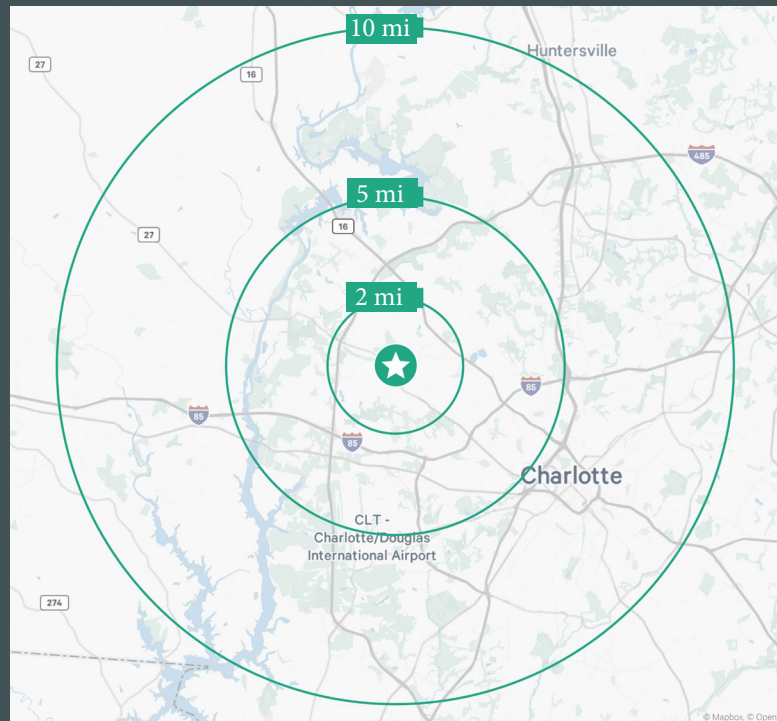 10 mi
Huntersville
27
16
485
5 mi
16
27
2 mi
85
85
85
Charlotte
CLT -
Charlotte/Douglas
International Airport
274
© Mapbox, © Open